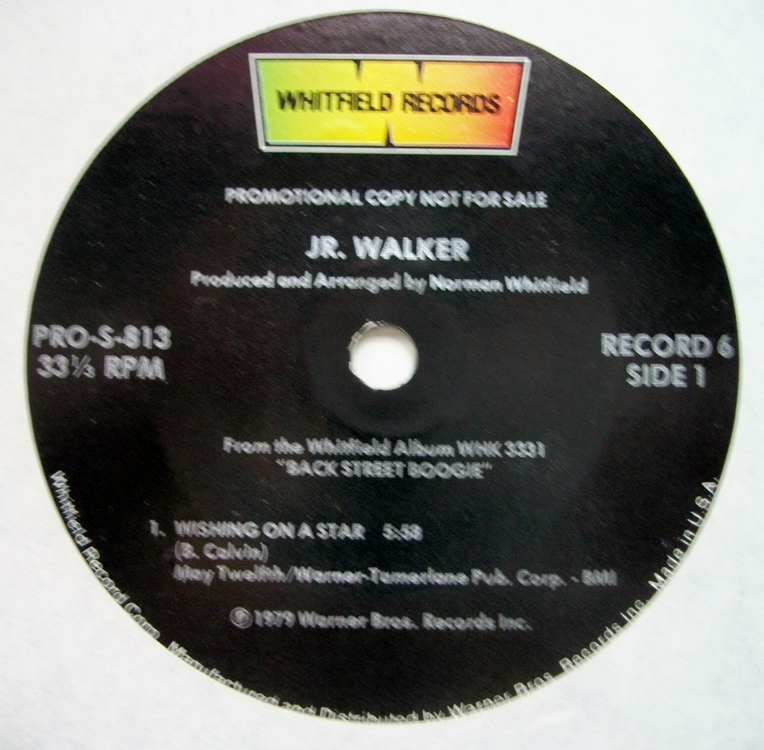 WHITFIELD RECORDS
PROMOTIONAL COPY NOT FOR SALE
JR. WALKER
Produced and Arranged by Norman Whitfield
PRO-S-813
33⅓ RPM
RECORD 6
SIDE 1
From the Whitfield Album WHK 3331
"BACK STREET BOOGIE"
1. WISHING ON A STAR 5:58
(B. Calvin)
May Twelfth/Warner-Tamerlane Pub. Corp. - BMI
℗ 1979 Warner Bros. Records Inc.
Whitfield Record Corp. Manufactured and Distributed by Warner Bros. Records Inc. Made in U.S.A.